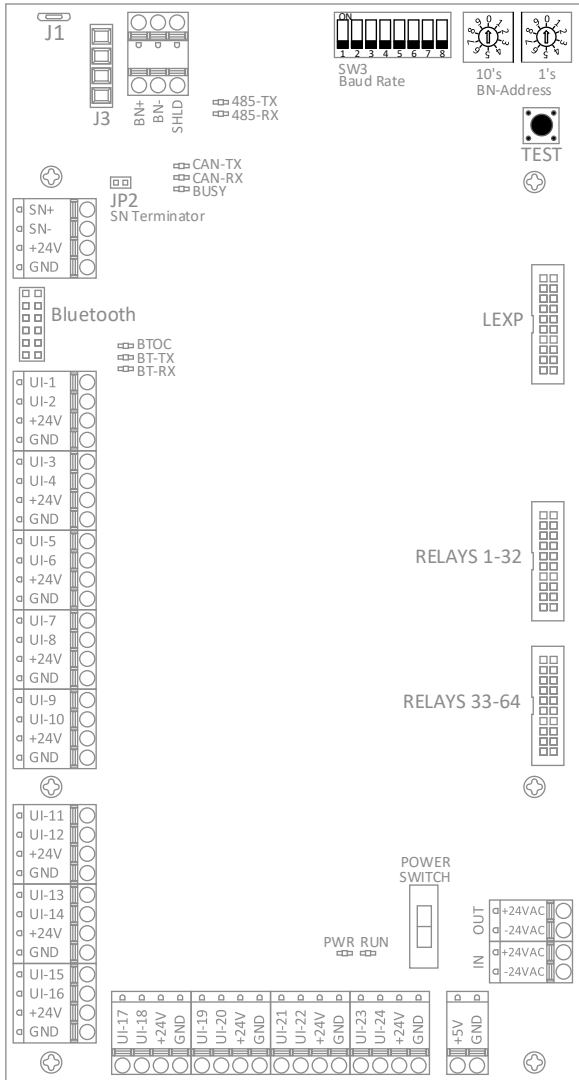 J1
J3
BN+
BN-
SHLD
485-TX
485-RX
ON
1 2 3 4 5 6 7 8
SW3
Baud Rate
10's
1's
BN-Address
TEST
CAN-TX
CAN-RX
BUSY
JP2
SN Terminator
SN+
SN-
+24V
GND
Bluetooth
LEXP
BTOC
BT-TX
BT-RX
UI-1
UI-2
+24V
GND
UI-3
UI-4
+24V
GND
UI-5
UI-6
+24V
GND
UI-7
UI-8
+24V
GND
UI-9
UI-10
+24V
GND
RELAYS 1-32
RELAYS 33-64
UI-11
UI-12
+24V
GND
UI-13
UI-14
+24V
GND
UI-15
UI-16
+24V
GND
POWER
SWITCH
PWR RUN
OUT
+24VAC
-24VAC
IN
+24VAC
-24VAC
UI-17
UI-18
+24V
GND
UI-19
UI-20
+24V
GND
UI-21
UI-22
+24V
GND
UI-23
UI-24
+24V
GND
+5V
GND